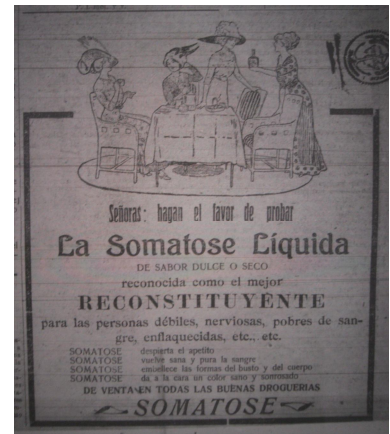 Señoras: hagan el favor de probar
La Somatose Líquida
DE SABOR DULCE O SECO
reconocida como el mejor
RECONSTITUYENTE
para las personas débiles, nerviosas, pobres de san-
gre, enflaquecidas, etc., etc.
SOMATOSE despierta el apetito
SOMATOSE vuelve sana y pura la sangre
SOMATOSE embellece las formas del busto y del cuerpo
SOMATOSE da a la cara un color sano y sonrosado
DE VENTA EN TODAS LAS BUENAS DROGUERIAS
SOMATOSE